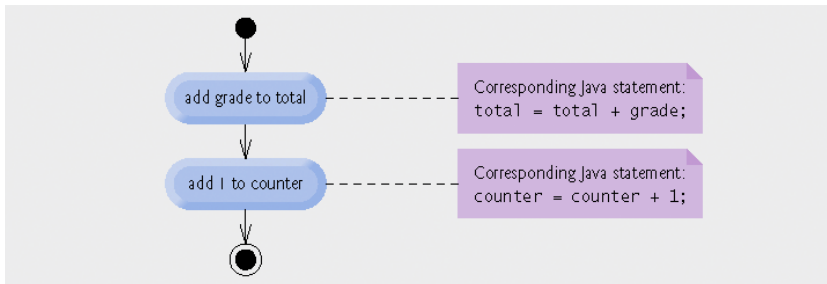 add grade to total
Corresponding Java statement:
total = total + grade;
add 1 to counter
Corresponding Java statement:
counter = counter + 1;